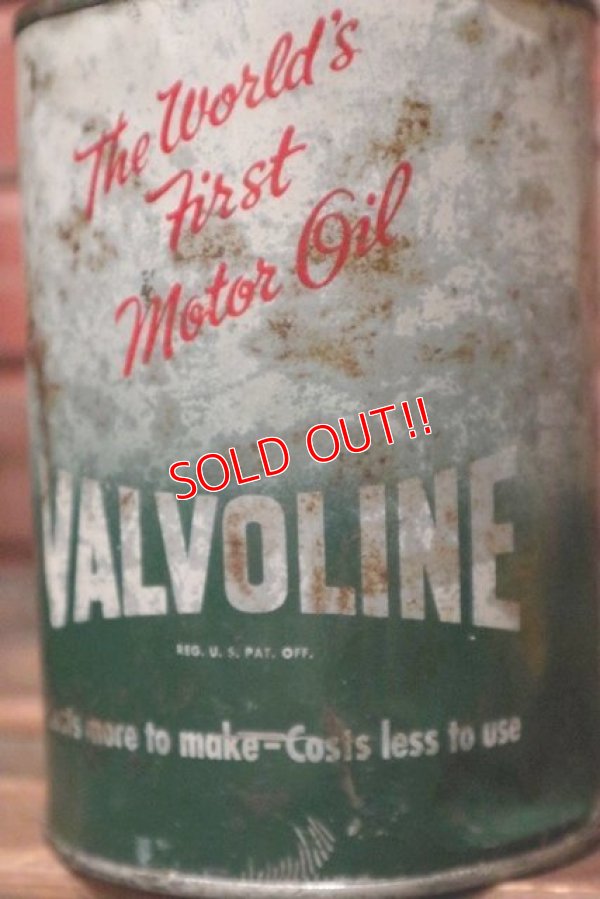 The World's
First
Motor Oil
SOLD OUT!!
VALVOLINE
REG. U. S. PAT. OFF.
more to make-Costs less to use